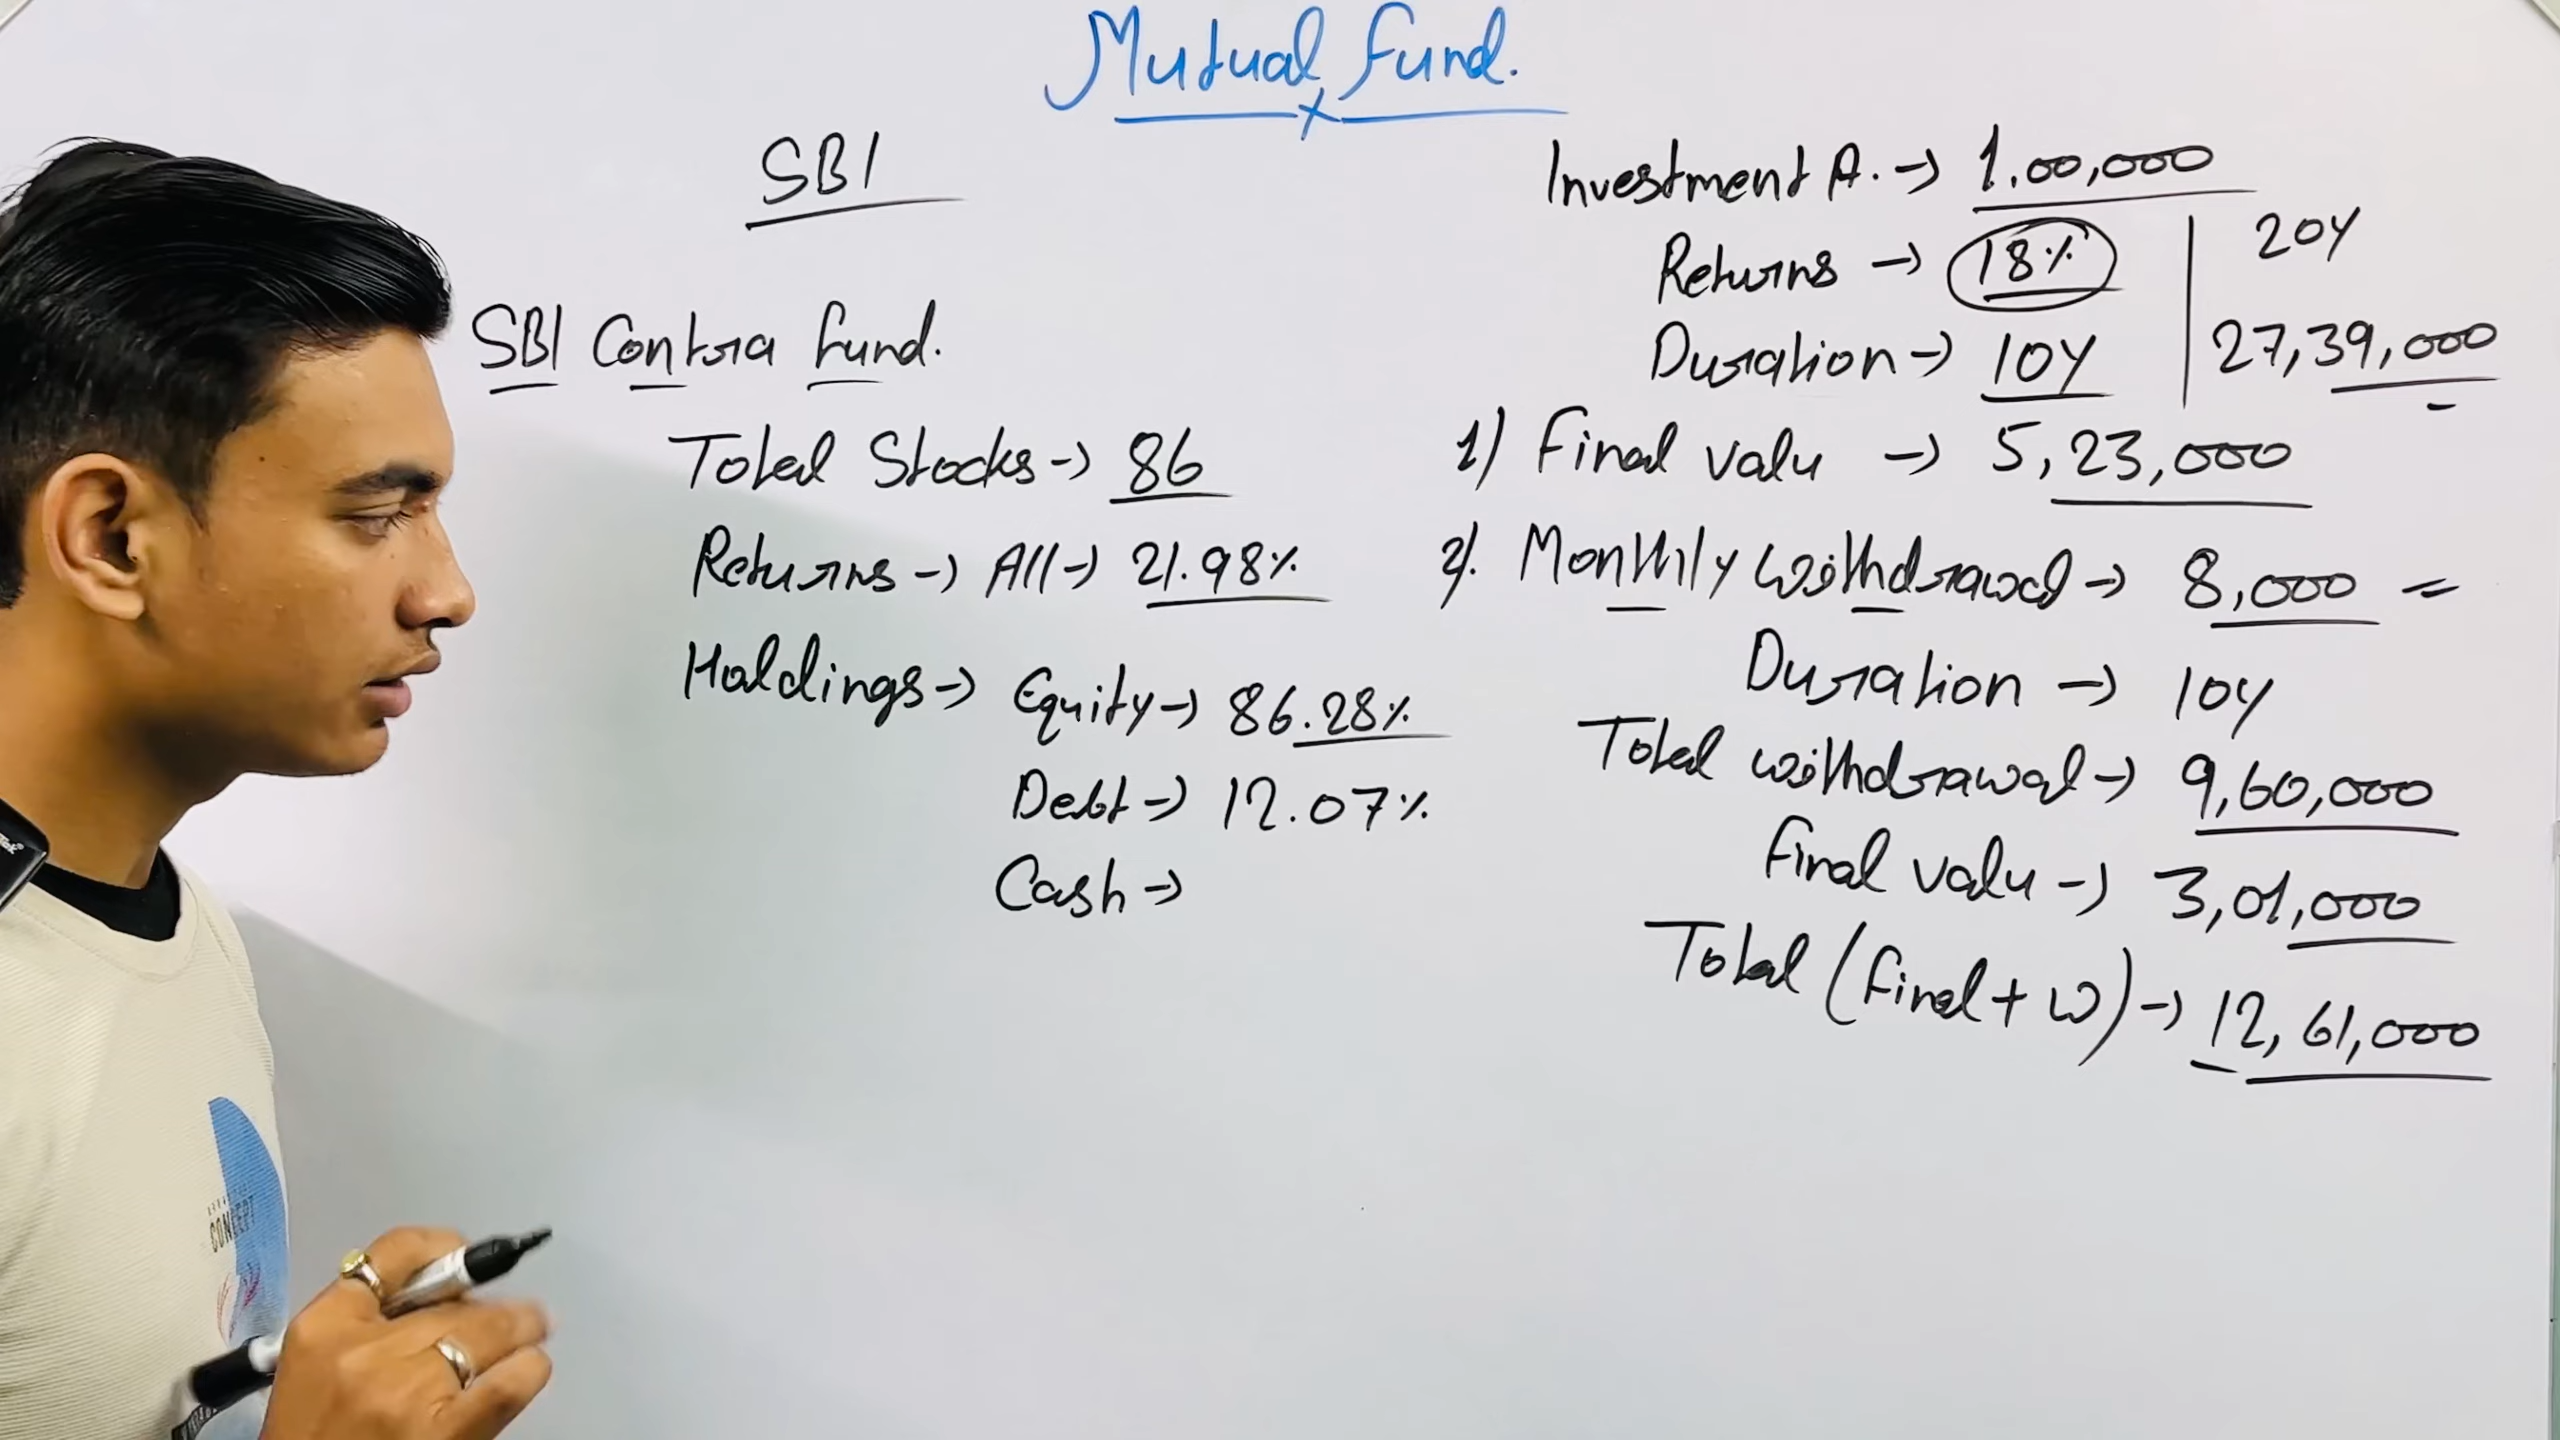 Mutual Fund.
SBI
SBI Contra Fund.
Total Stocks → 86
Returns → All → 21.98%
Holdings → Equity → 86.28%
Debt → 12.07%
Cash →
Investment A. → 1.00,000
Returns → 18%
Duration → 10Y
20Y
27,39,000
1) Final valu → 5,23,000
2). Monthly withdrawal → 8,000 =
Duration → 10Y
Total withdrawal → 9,60,000
Final valu → 3,01,000
Total (Final + W) → 12,61,000
CONCEPT